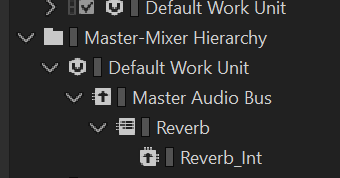 Default Work Unit
Master-Mixer Hierarchy
Default Work Unit
Master Audio Bus
Reverb
Reverb_Int